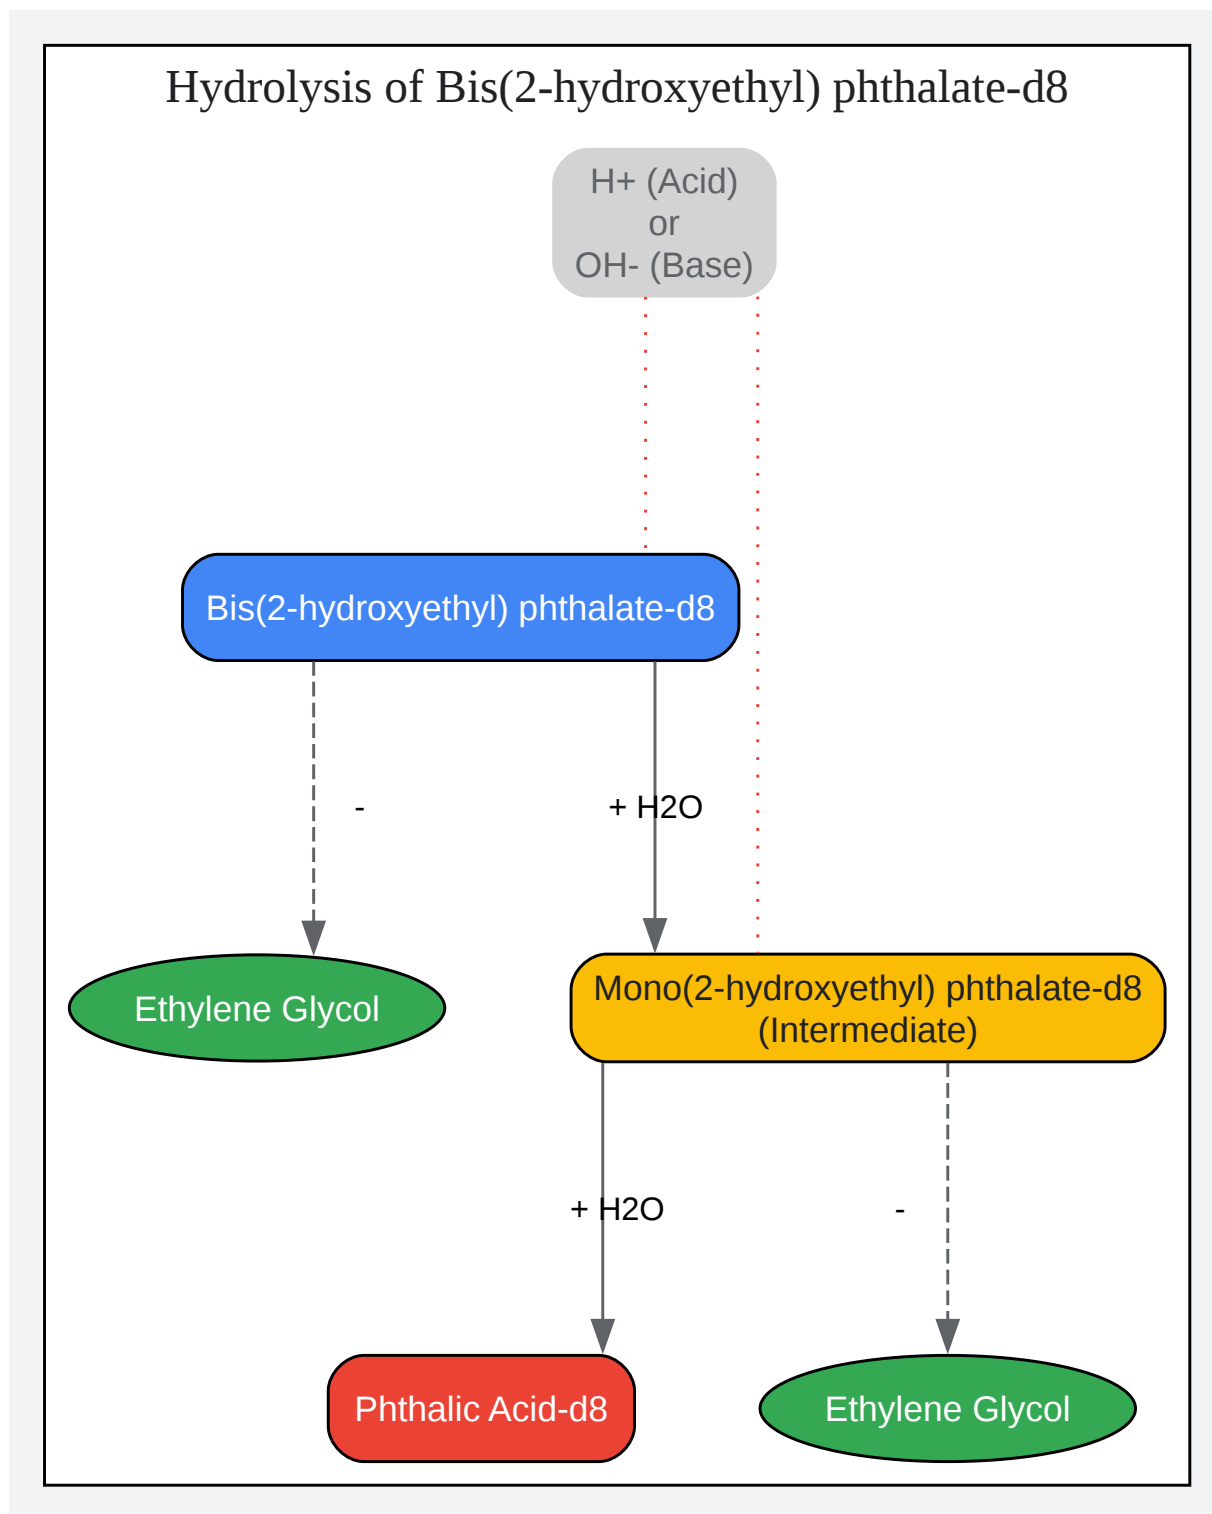 Hydrolysis of Bis(2-hydroxyethyl) phthalate-d8
H+ (Acid)
or
OH- (Base)
Bis(2-hydroxyethyl) phthalate-d8
-
+ H2O
Ethylene Glycol
Mono(2-hydroxyethyl) phthalate-d8
(Intermediate)
+ H2O
-
Phthalic Acid-d8
Ethylene Glycol